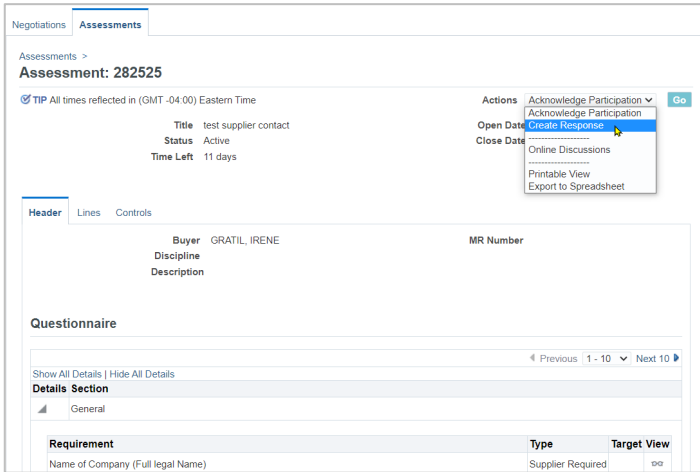 Negotiations Assessments
Assessments >
Assessment: 282525
TIP All times reflected in (GMT -04:00) Eastern Time
Actions Acknowledge Participation Go
Acknowledge Participation
Title test supplier contact Open Date Create Response
-------------------
Status Active Close Date
Online Discussions
Time Left 11 days
-------------------
Printable View
Export to Spreadsheet
Header Lines Controls
Buyer GRATIL, IRENE MR Number
Discipline
Description
Questionnaire
Previous 1 - 10 Next 10
Show All Details | Hide All Details
Details Section
General
Requirement Type Target View
Name of Company (Full legal Name) Supplier Required